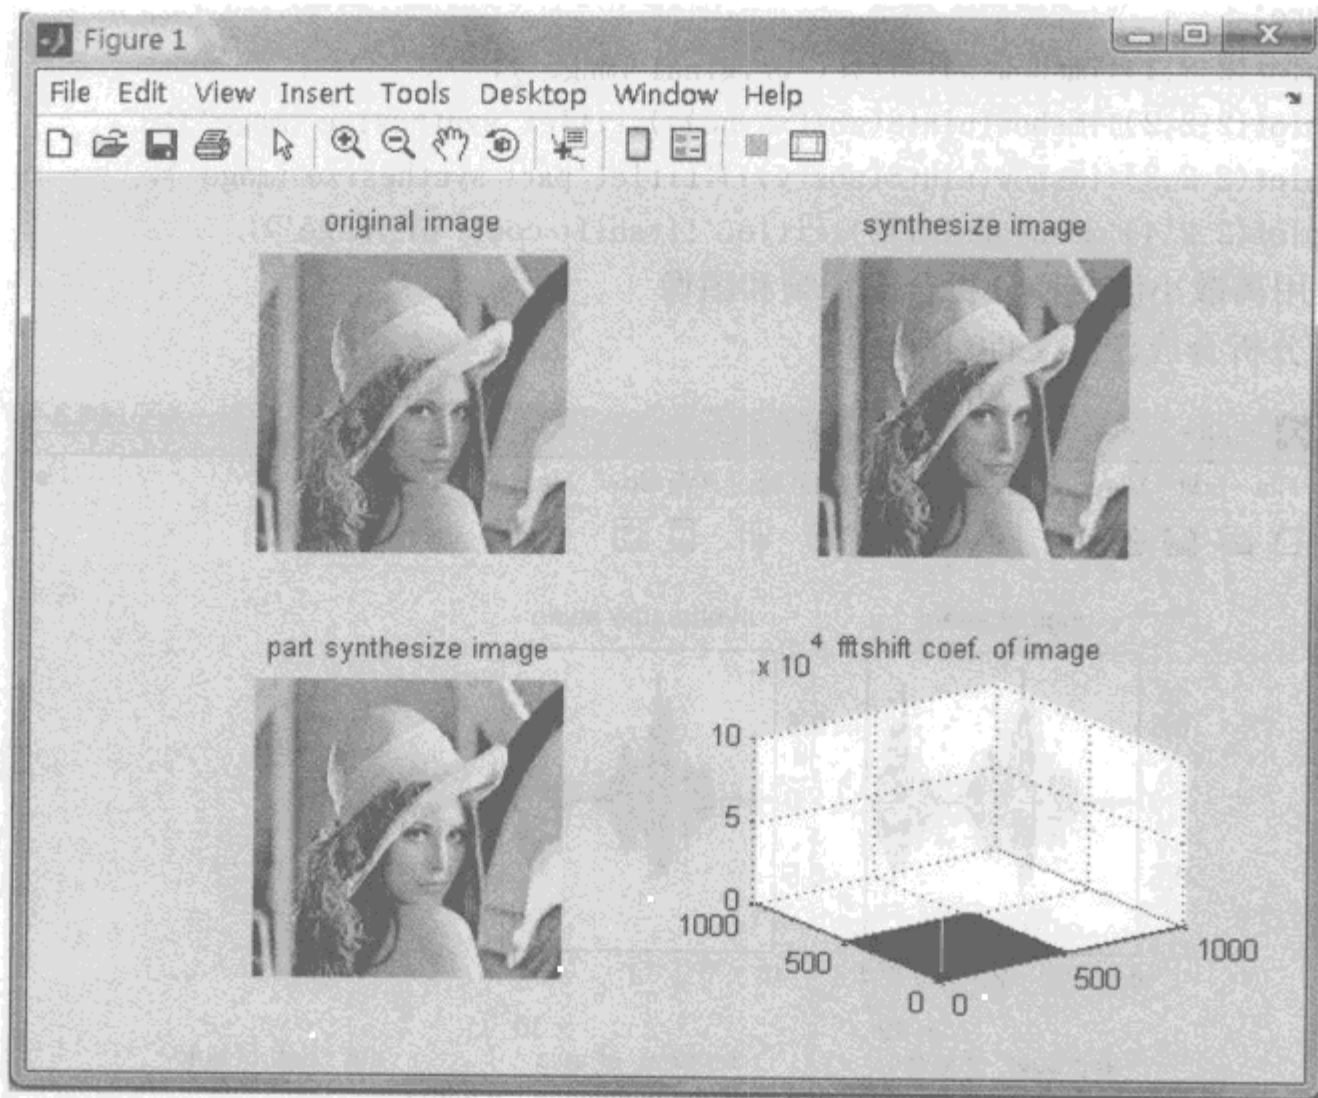 Figure 1
File Edit View Insert Tools Desktop Window Help
original image
synthesize image
part synthesize image
x 10 4 fftshift coef. of image
10
5
0
1000
500
0
0
500
1000